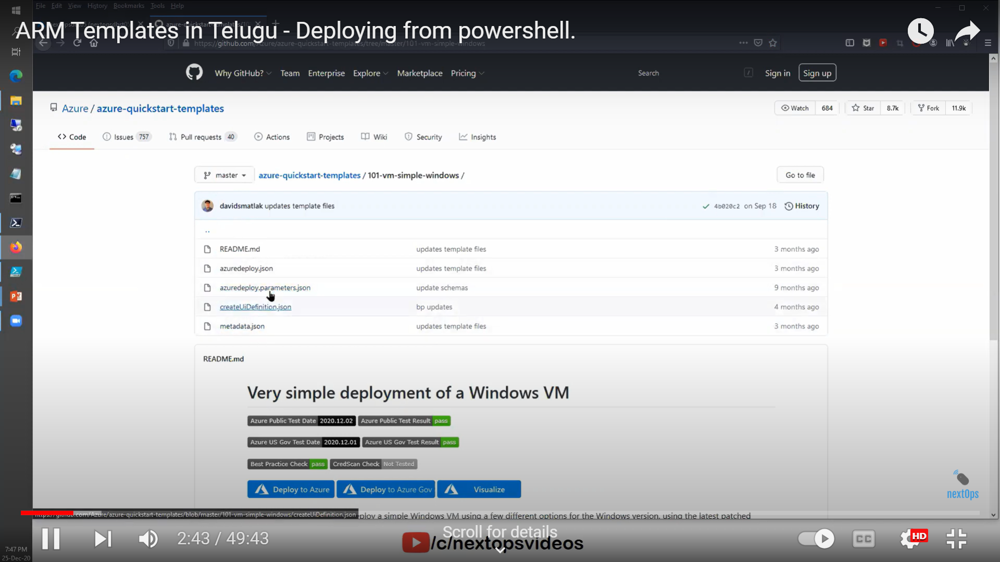 File Edit View History Bookmarks Tools Help
ARM Templates in Telugu - Deploying from powershell.
https://github.com/Azure/azure-quickstart-templates/tree/master/101-vm-simple-windows
Why GitHub? Team Enterprise Explore Marketplace Pricing Search / Sign in Sign up
Azure / azure-quickstart-templates Watch 684 Star 8.7k Fork 11.9k
<> Code Issues 757 Pull requests 40 Actions Projects Wiki Security Insights
master azure-quickstart-templates / 101-vm-simple-windows / Go to file
davidsmatlak updates template files 4b020c2 on Sep 18 History
..
README.md updates template files 3 months ago
azuredeploy.json updates template files 3 months ago
azuredeploy.parameters.json update schemas 9 months ago
createUiDefinition.json bp updates 4 months ago
metadata.json updates template files 3 months ago
README.md
Very simple deployment of a Windows VM
Azure Public Test Date 2020.12.02 Azure Public Test Result pass
Azure US Gov Test Date 2020.12.01 Azure US Gov Test Result pass
Best Practice Check pass CredScan Check Not Tested
Deploy to Azure Deploy to Azure Gov Visualize
nextOps
https://github.com/Azure/azure-quickstart-templates/blob/master/101-vm-simple-windows/createUiDefinition.json
eploy a simple Windows VM using a few different options for the Windows version, using the latest patched
2:43 / 49:43
Scroll for details
/c/nextopsvideos
CC HD
7:47 PM
25-Dec-20